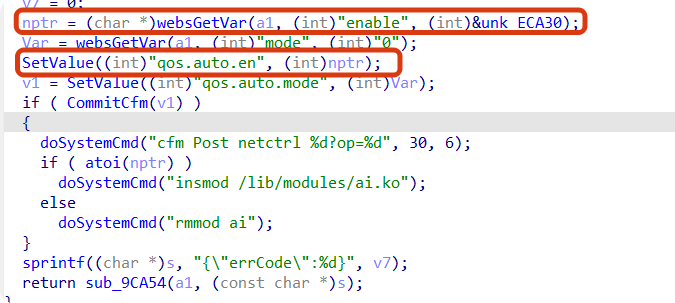 v7 = 0;
nptr = (char *)websGetVar(a1, (int)"enable", (int)&unk_ECA30);
Var = websGetVar(a1, (int)"mode", (int)"0");
SetValue((int)"qos.auto.en", (int)nptr);
v1 = SetValue((int)"qos.auto.mode", (int)Var);
if ( CommitCfm(v1) )
{
doSystemCmd("cfm Post netctrl %d?op=%d", 30, 6);
if ( atoi(nptr) )
doSystemCmd("insmod /lib/modules/ai.ko");
else
doSystemCmd("rmmod ai");
}
sprintf((char *)s, "{\"errCode\":%d}", v7);
return sub_9CA54(a1, (const char *)s);